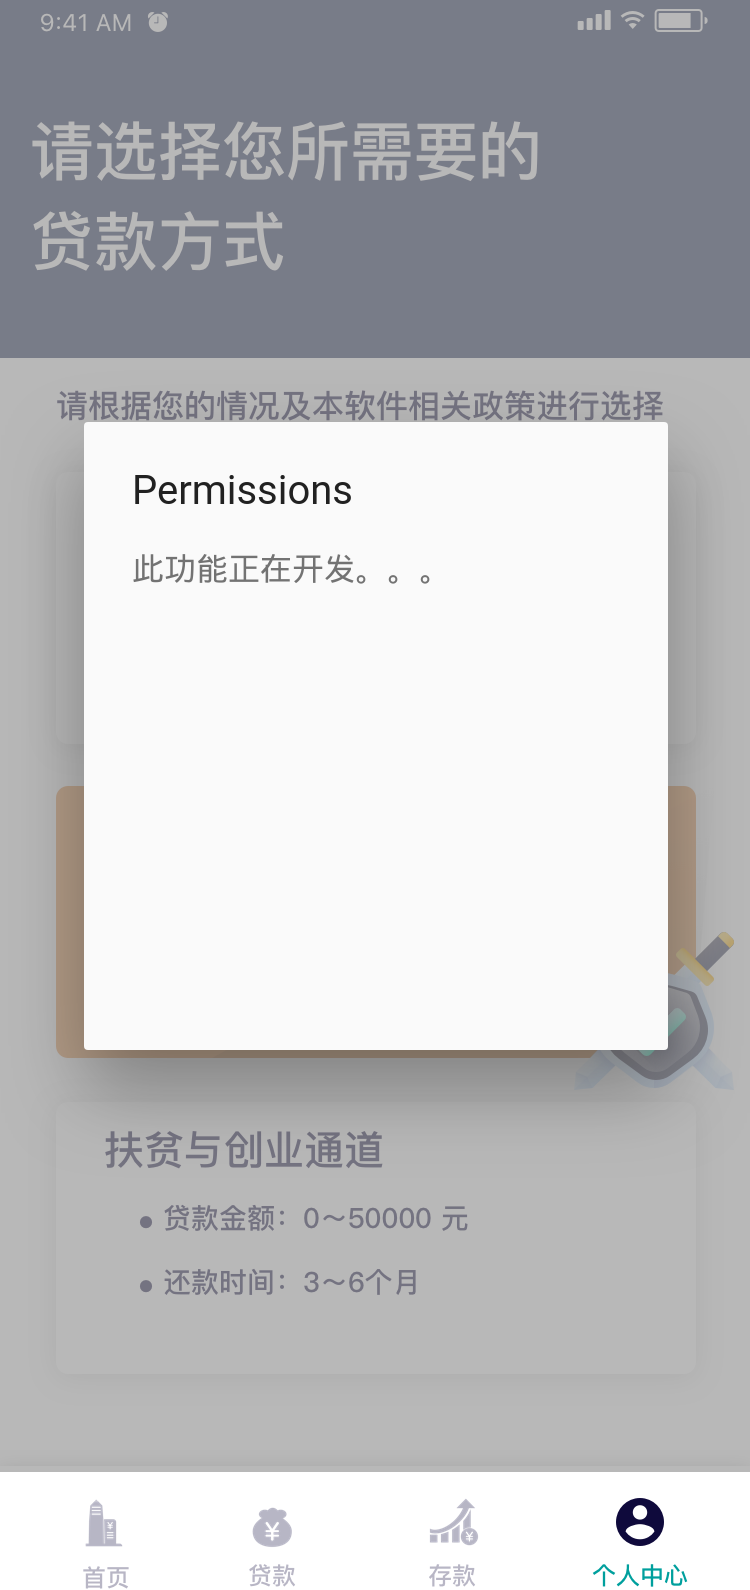 9:41 AM
请选择您所需要的
贷款方式
请根据您的情况及本软件相关政策进行选择
Permissions
此功能正在开发。。。
扶贫与创业通道
贷款金额：0～50000 元
还款时间：3～6个月
首页
贷款
存款
个人中心